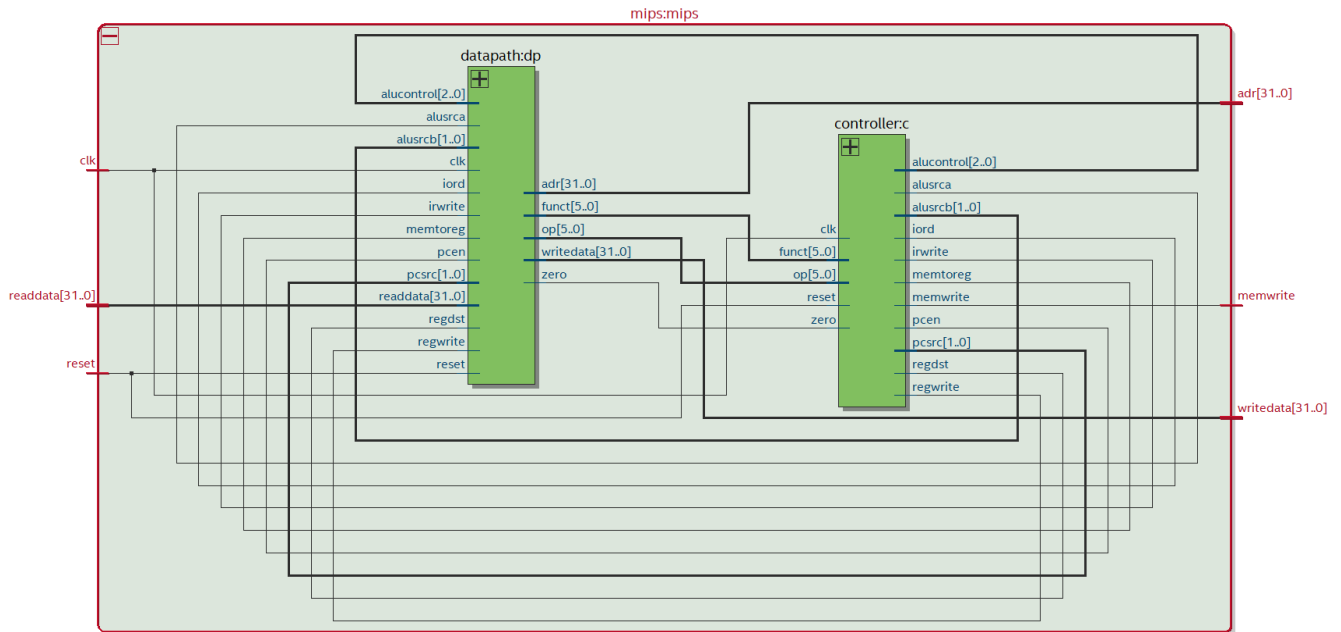 mips:mips
datapath:dp
alucontrol[2..0]
alusrca
alusrcb[1..0]
clk
iord
irwrite
memtoreg
pcen
pcsrc[1..0]
readdata[31..0]
regdst
regwrite
reset
adr[31..0]
funct[5..0]
op[5..0]
writedata[31..0]
zero
controller:c
clk
funct[5..0]
op[5..0]
reset
zero
alucontrol[2..0]
alusrca
alusrcb[1..0]
iord
irwrite
memtoreg
memwrite
pcen
pcsrc[1..0]
regdst
regwrite
clk
readdata[31..0]
reset
adr[31..0]
memwrite
writedata[31..0]